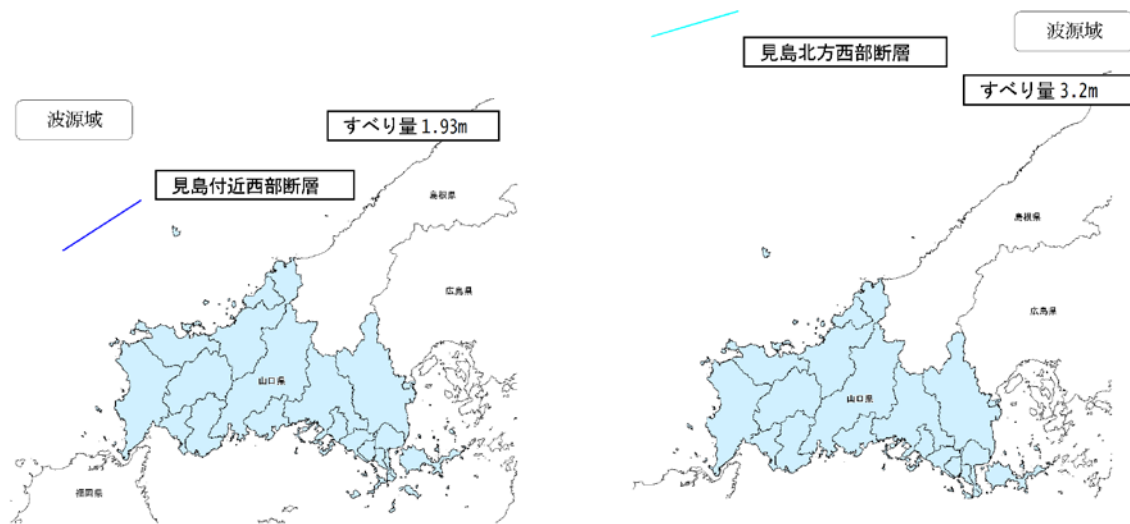 波源域
すべり量 1.93m
見島付近西部断層
島根県
広島県
山口県
福岡県
波源域
見島北方西部断層
すべり量 3.2m
島根県
広島県
山口県